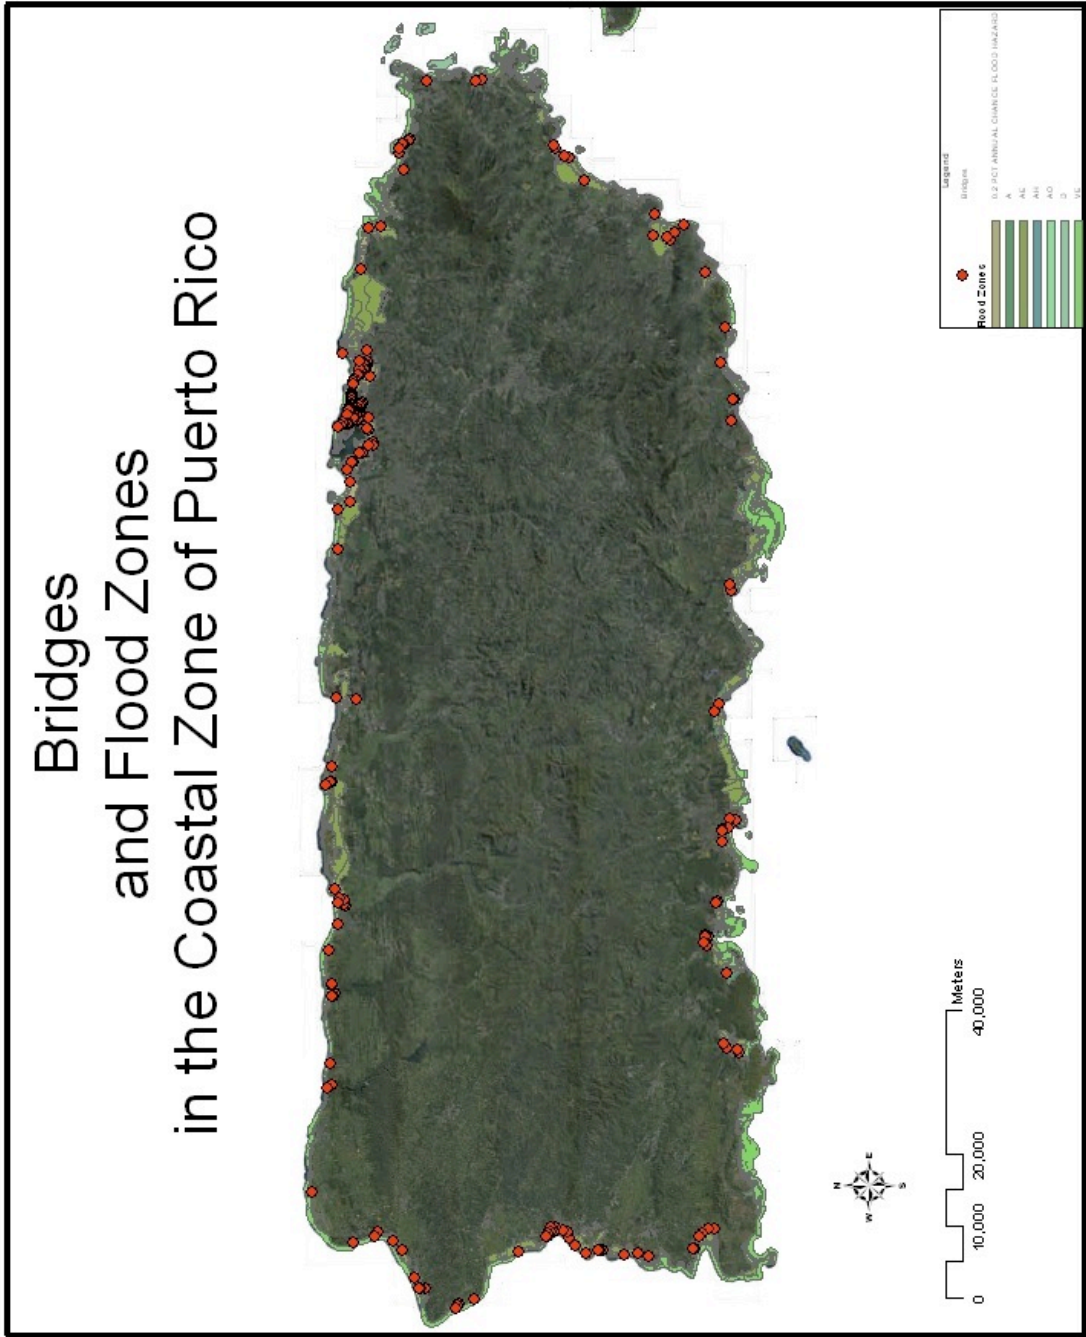 Bridges
and Flood Zones
in the Coastal Zone of Puerto Rico
Legend
Bridges
Flood Zones
0.2 PCT ANNUAL CHANCE FLOOD HAZARD
A
AE
AH
AO
D
VE
N
W E
S
0 10,000 20,000 40,000
Meters